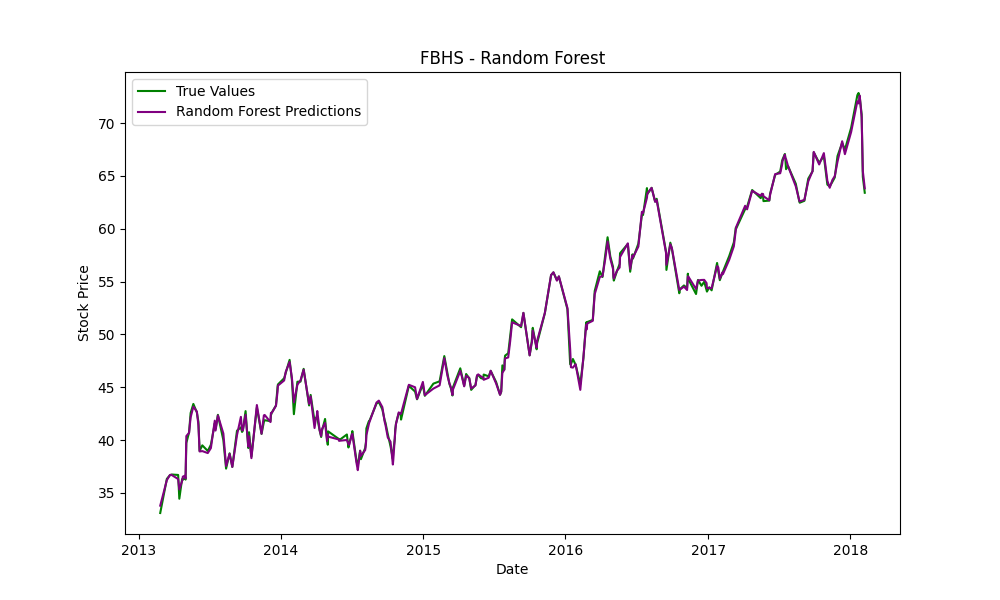 FBHS - Random Forest
True Values
Random Forest Predictions
Stock Price
70
65
60
55
50
45
40
35
2013 2014 2015 2016 2017 2018
Date